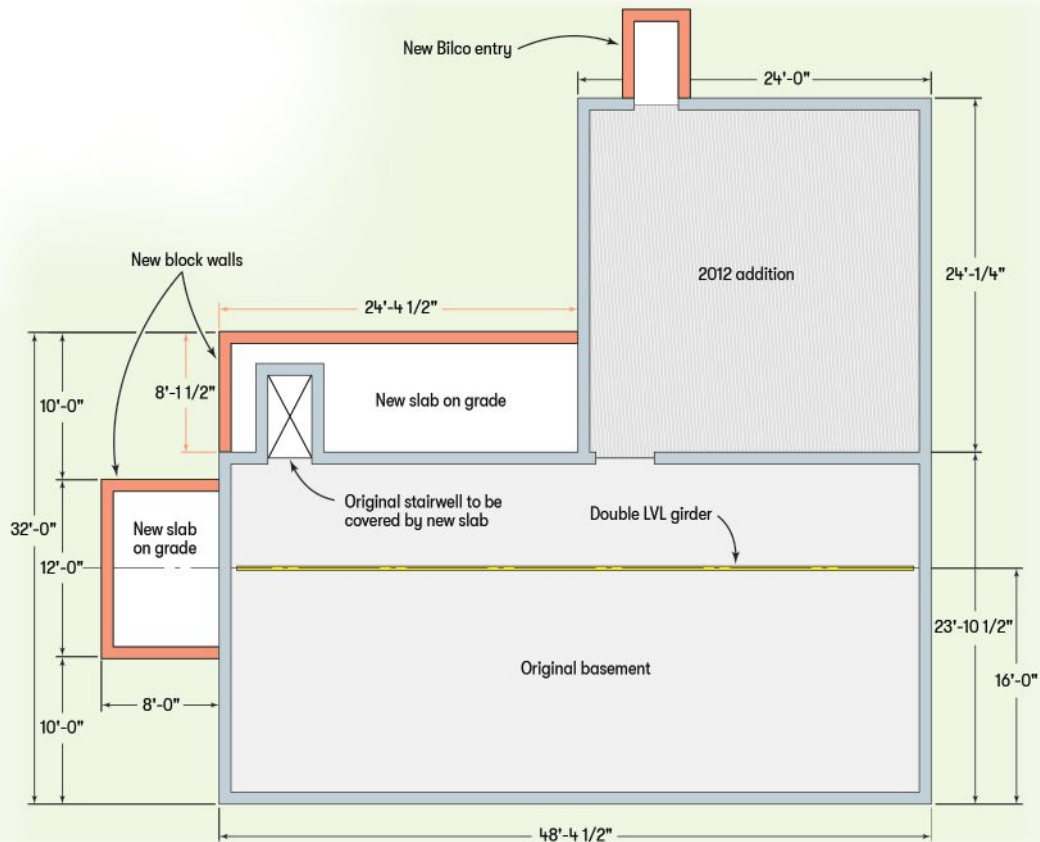 New Bilco entry
24'-0"
New block walls
2012 addition
24'-1/4"
24'-4 1/2"
8'-1 1/2"
10'-0"
New slab on grade
Original stairwell to be
covered by new slab
Double LVL girder
32'-0"
New slab
on grade
12'-0"
23'-10 1/2"
Original basement
16'-0"
8'-0"
10'-0"
48'-4 1/2"